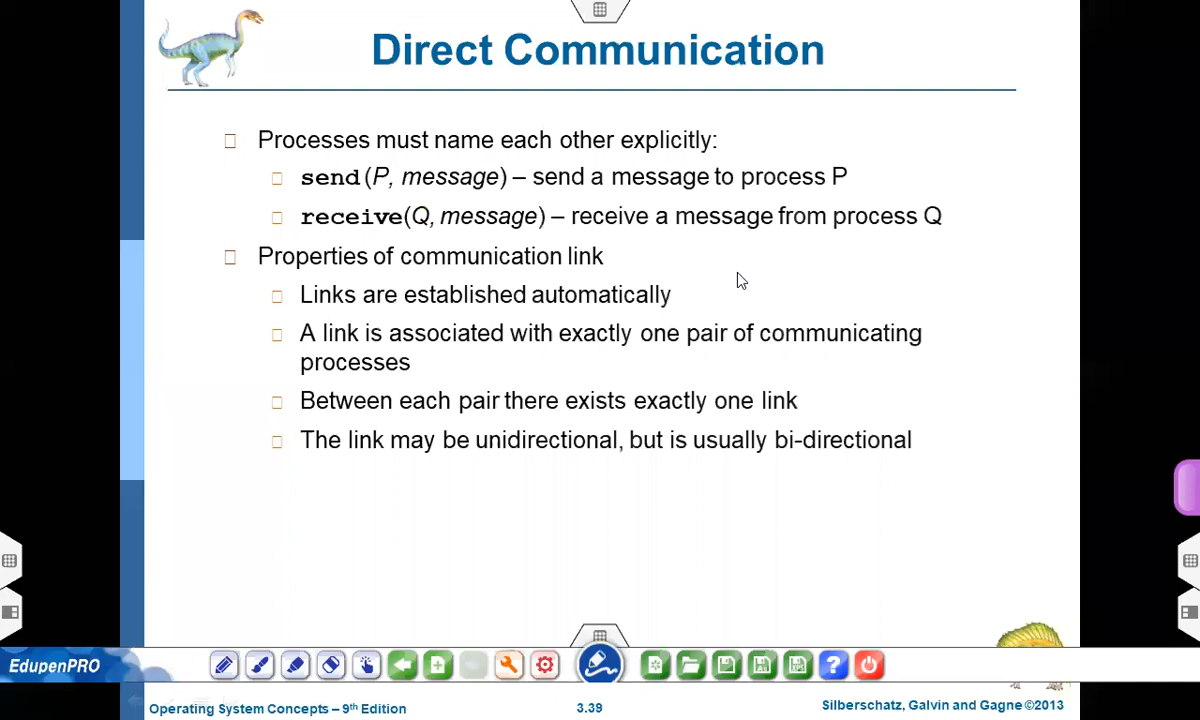 Direct Communication
Processes must name each other explicitly:
send (P, message) – send a message to process P
receive(Q, message) – receive a message from process Q
Properties of communication link
Links are established automatically
A link is associated with exactly one pair of communicating
processes
Between each pair there exists exactly one link
The link may be unidirectional, but is usually bi-directional
EdupenPRO
Operating System Concepts – 9th Edition
3.39
Silberschatz, Galvin and Gagne ©2013